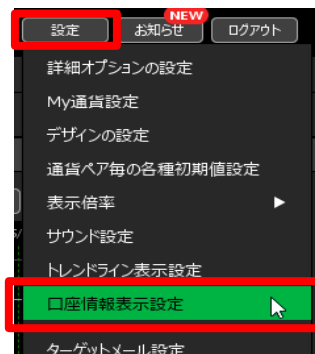 NEW
設定 お知らせ ログアウト
詳細オプションの設定
My通貨設定
デザインの設定
通貨ペア毎の各種初期値設定
表示倍率 ▶
サウンド設定
トレンドライン表示設定
口座情報表示設定
ターゲットメール設定